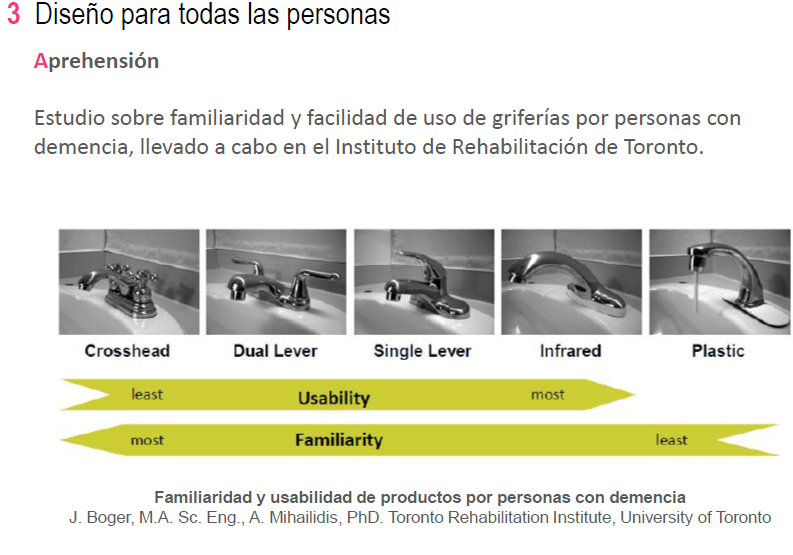 3 Diseño para todas las personas
Aprehensión
Estudio sobre familiaridad y facilidad de uso de griferías por personas con
demencia, llevado a cabo en el Instituto de Rehabilitación de Toronto.
Crosshead Dual Lever Single Lever Infrared Plastic
least Usability most
most Familiarity least
Familiaridad y usabilidad de productos por personas con demencia
J. Boger, M.A. Sc. Eng., A. Mihailidis, PhD. Toronto Rehabilitation Institute, University of Toronto